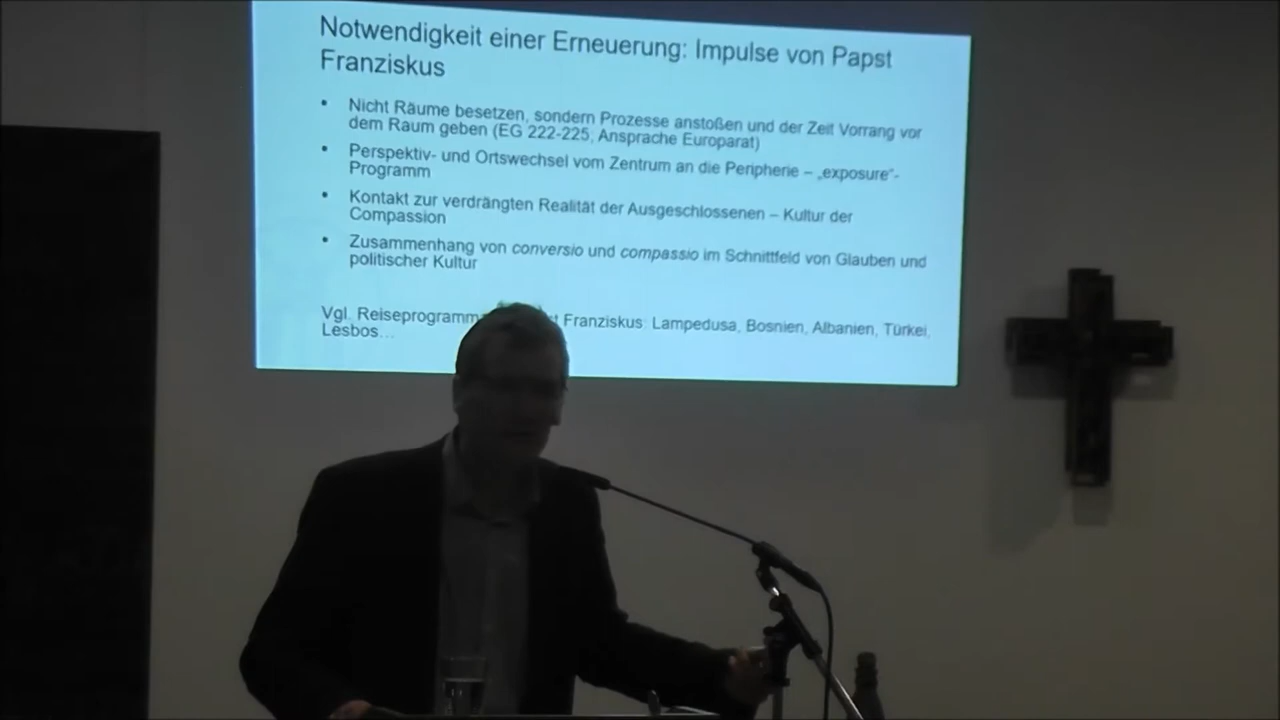 Notwendigkeit einer Erneuerung: Impulse von Papst
Franziskus
• Nicht Räume besetzen, sondern Prozesse anstoßen und der Zeit Vorrang vor
dem Raum geben (EG 222-225; Ansprache Europarat)
• Perspektiv- und Ortswechsel vom Zentrum an die Peripherie – „exposure“-
Programm
• Kontakt zur verdrängten Realität der Ausgeschlossenen – Kultur der
Compassion
• Zusammenhang von conversio und compassio im Schnittfeld von Glauben und
politischer Kultur
Vgl. Franziskus: Lampedusa, Bosnien, Albanien, Türkei,
Lesbos…